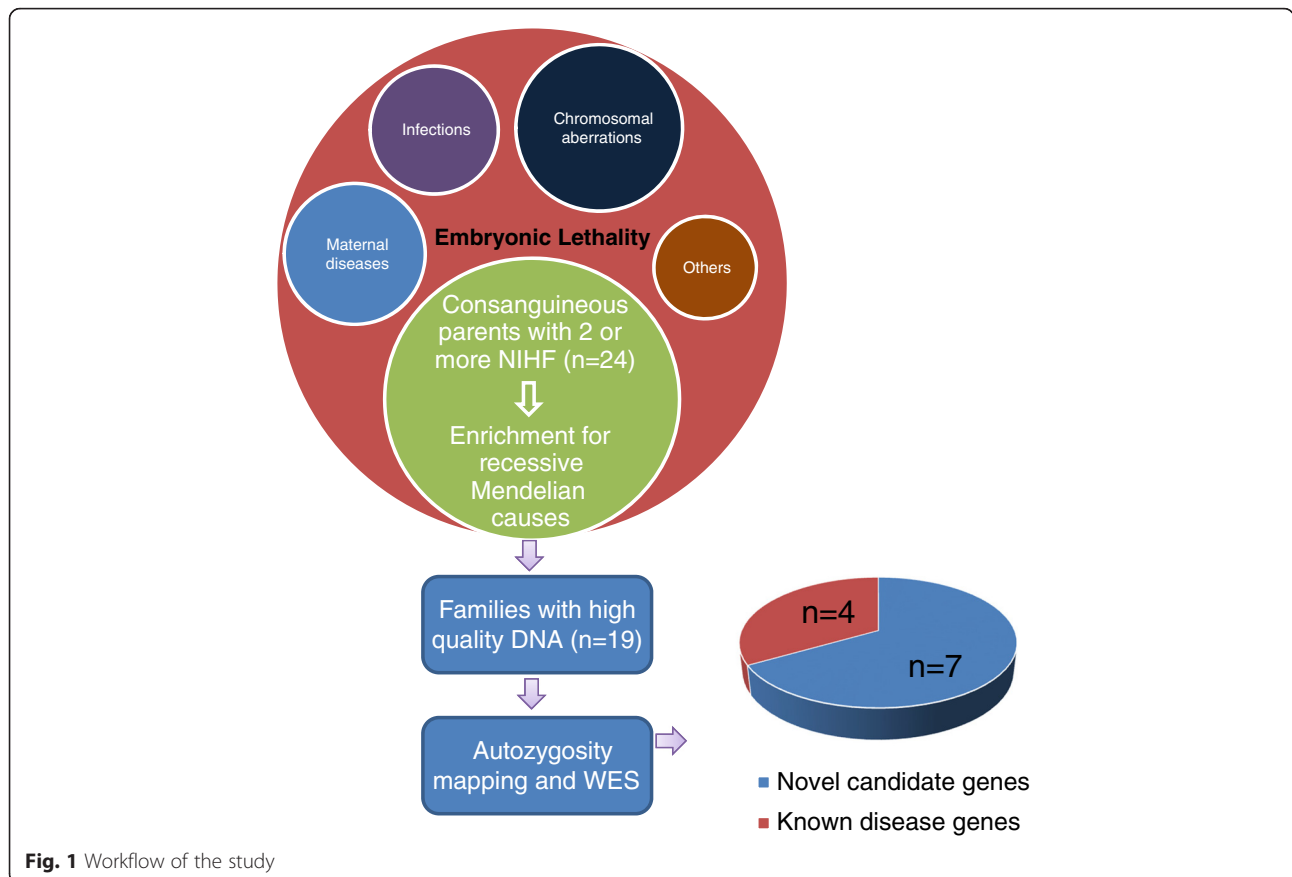 Infections
Chromosomal
aberrations
Maternal
diseases
Embryonic Lethality
Others
Consanguineous
parents with 2 or
more NIHF (n=24)
Enrichment for
recessive
Mendelian
causes
Families with high
quality DNA (n=19)
Autozygosity
mapping and WES
n=4
n=7
Novel candidate genes
Known disease genes
Fig. 1 Workflow of the study